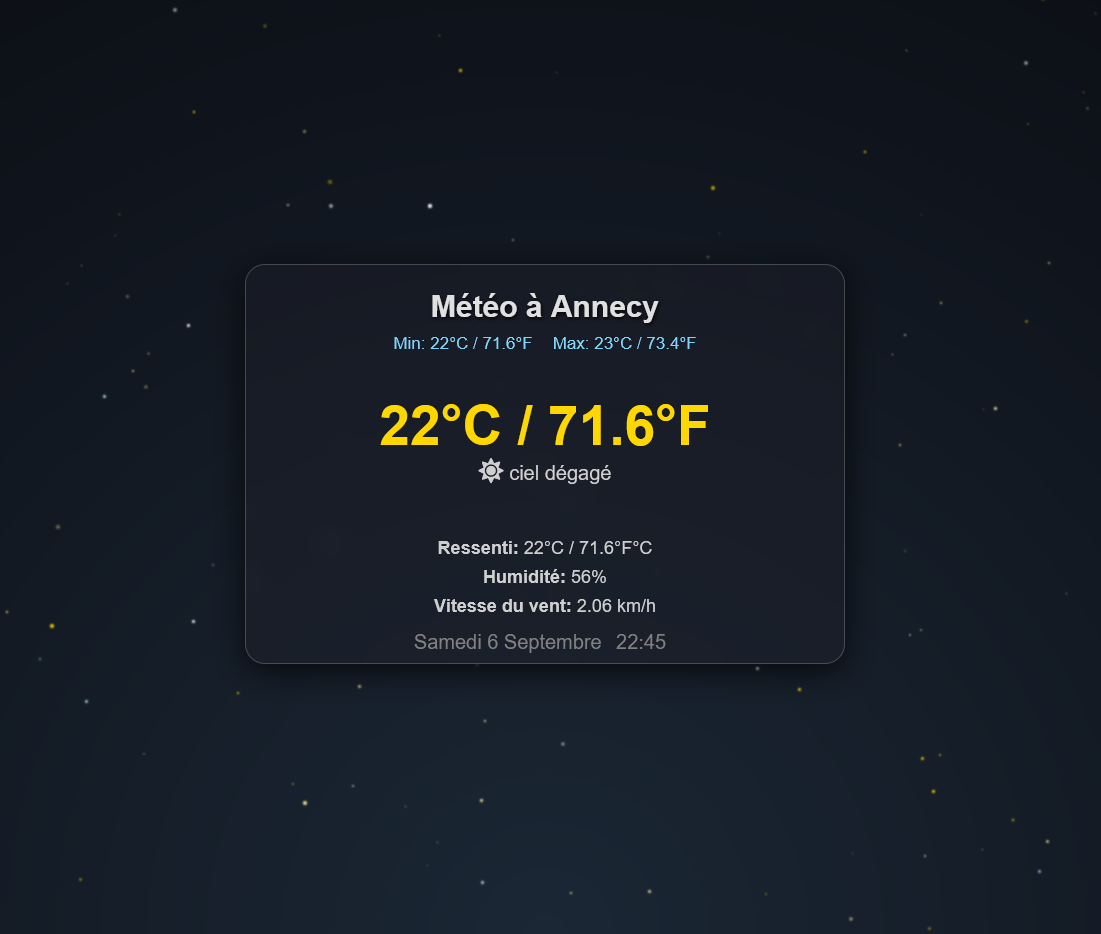 Météo à Annecy
Min: 22°C / 71.6°F Max: 23°C / 73.4°F
22°C / 71.6°F
ciel dégagé
Ressenti: 22°C / 71.6°F°C
Humidité: 56%
Vitesse du vent: 2.06 km/h
Samedi 6 Septembre 22:45